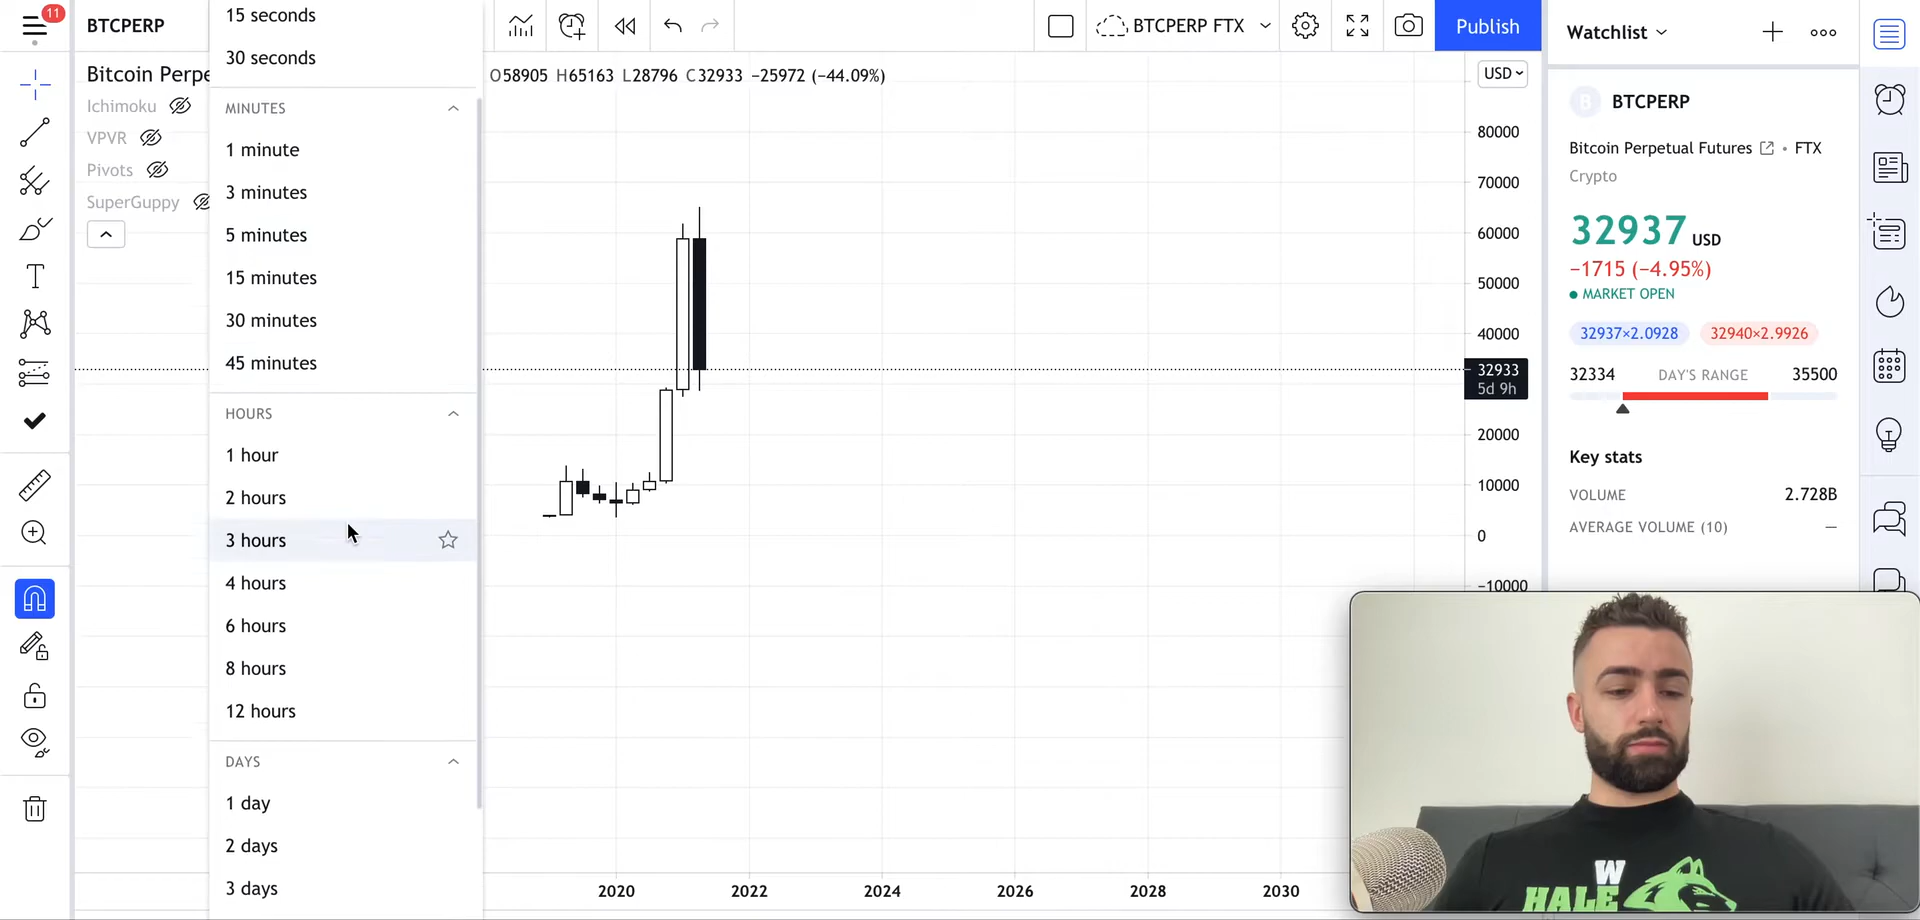 11
BTCPERP
15 seconds
30 seconds
MINUTES
1 minute
3 minutes
5 minutes
15 minutes
30 minutes
45 minutes
HOURS
1 hour
2 hours
3 hours
4 hours
6 hours
8 hours
12 hours
DAYS
1 day
2 days
3 days
Bitcoin Perpe
Ichimoku
VPVR
Pivots
SuperGuppy
BTCPERP FTX
Publish
O58905 H65163 L28796 C32933 −25972 (−44.09%)
USD
80000
70000
60000
50000
40000
32933
5d 9h
20000
10000
0
−10000
2020 2022 2024 2026 2028 2030
Watchlist
B BTCPERP
Bitcoin Perpetual Futures • FTX
Crypto
32937 USD
−1715 (−4.95%)
MARKET OPEN
32937×2.0928 32940×2.9926
32334 DAY'S RANGE 35500
Key stats
VOLUME 2.728B
AVERAGE VOLUME (10) —
W
HALE